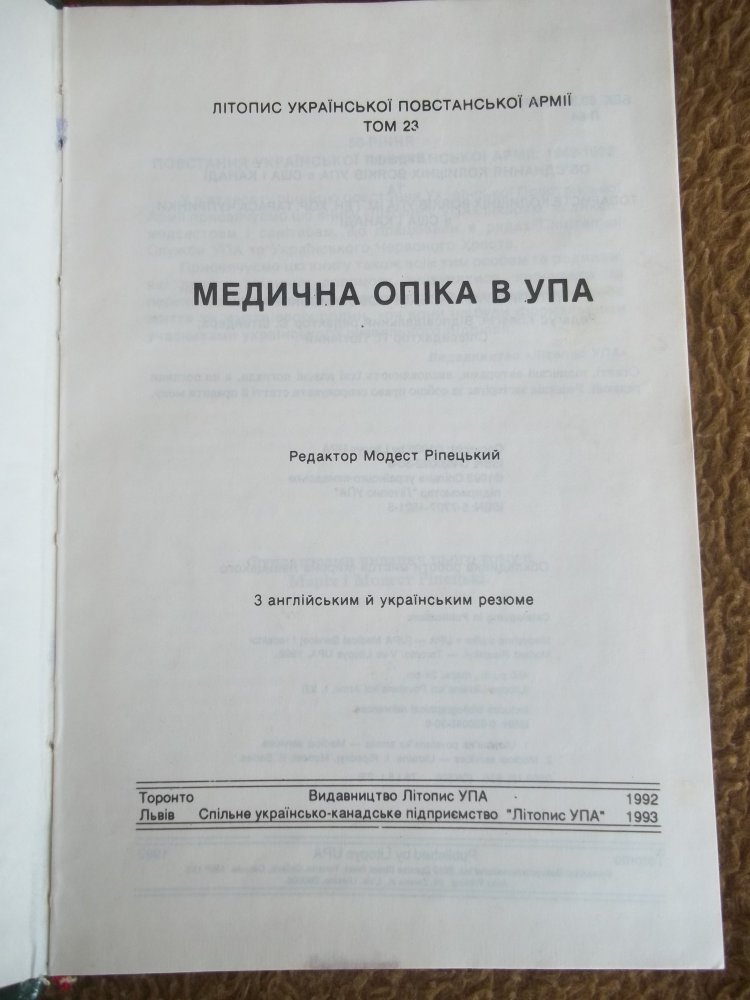 ЛІТОПИС УКРАЇНСЬКОЇ ПОВСТАНСЬКОЇ АРМІЇ
ТОМ 23
МЕДИЧНА ОПІКА В УПА
Редактор Модест Ріпецький
З англійським й українським резюме
Торонто Видавництво Літопис УПА 1992
Львів Спільне українсько-канадське підприємство "Літопис УПА" 1993